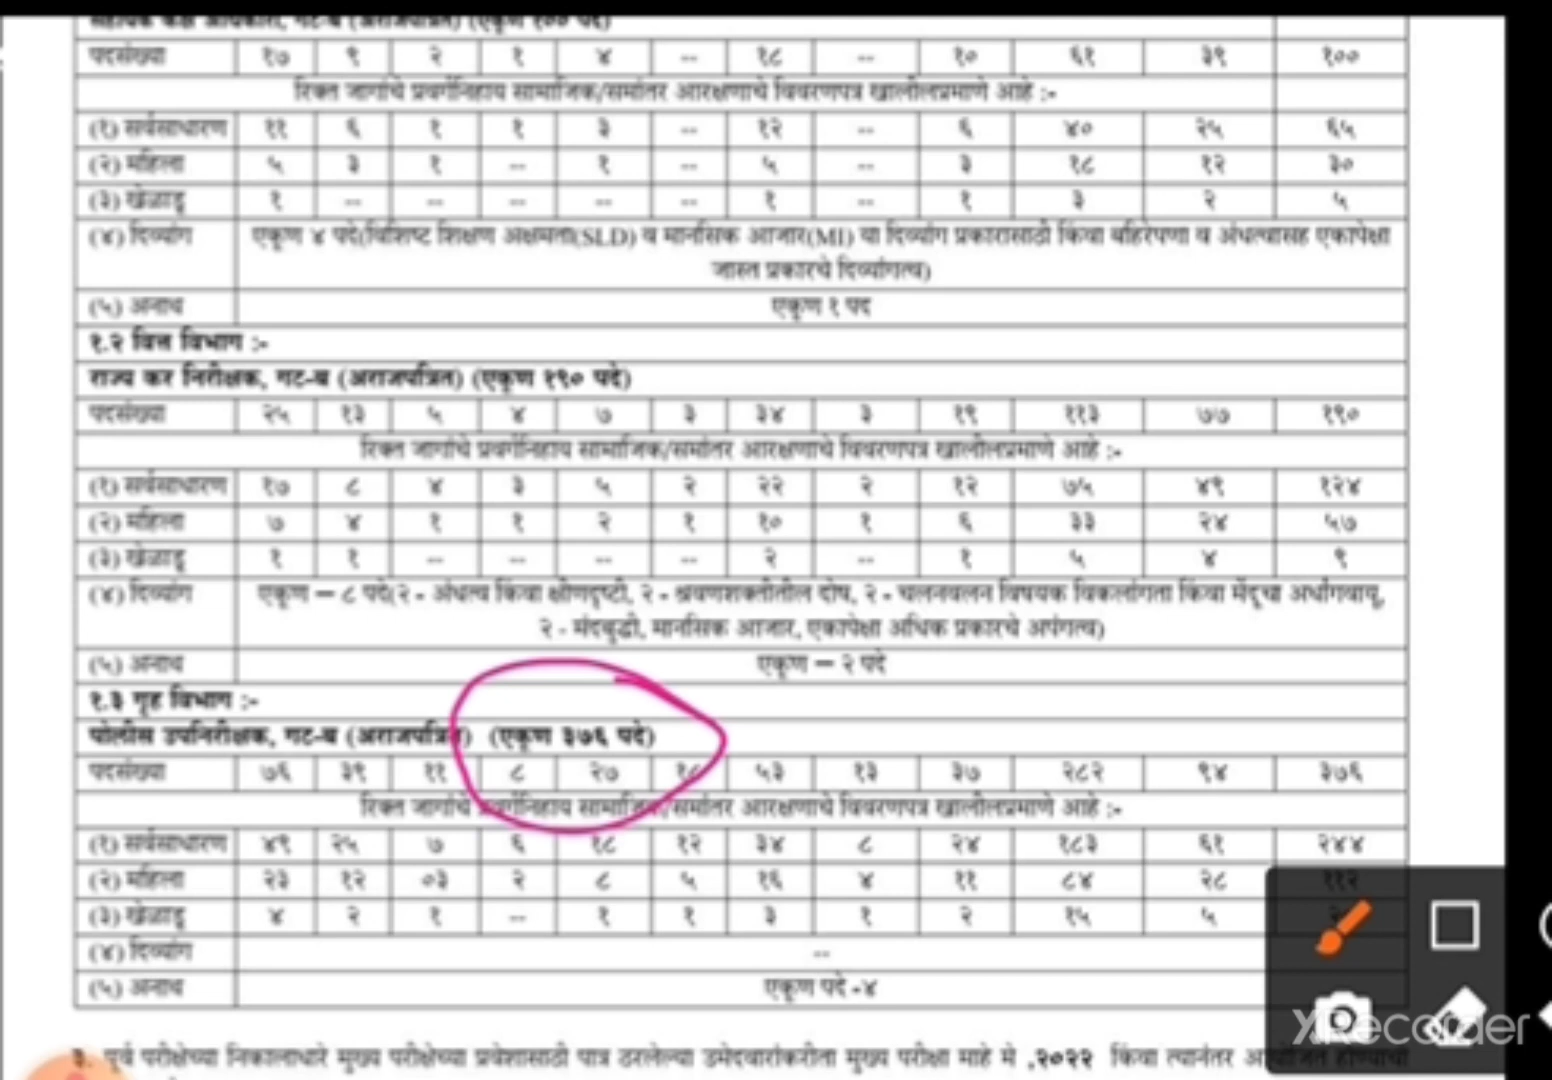 सहायक कक्ष अधिकारी, गट-ब (अराजपत्रित) (एकूण १०० पदे)
पदसंख्या १७ ९ २ १ ४ -- १८ -- १० ६१ ३९ १००
रिक्त जागांचे प्रवर्गनिहाय सामाजिक/समांतर आरक्षणाचे विवरणपत्र खालीलप्रमाणे आहे :-
(१) सर्वसाधारण ११ ६ १ १ ३ -- १२ -- ६ ४० २५ ६५
(२) महिला ५ ३ १ -- १ -- ५ -- ३ १८ १२ ३०
(३) खेळाडू १ -- -- -- -- -- १ -- १ ३ २ ५
(४) दिव्यांग एकूण ४ पदे(विशिष्ट शिक्षण अक्षमता(SLD) व मानसिक आजार(MI) या दिव्यांग प्रकारासाठी किंवा बहिरेपणा व अंधत्वासह एकापेक्षा
जास्त प्रकारचे दिव्यांगत्व)
(५) अनाथ एकूण १ पद
१.२ वित्त विभाग :-
राज्य कर निरीक्षक, गट-ब (अराजपत्रित) (एकूण १९० पदे)
पदसंख्या २५ १३ ५ ४ ७ ३ ३४ ३ १९ ११३ ७७ १९०
रिक्त जागांचे प्रवर्गनिहाय सामाजिक/समांतर आरक्षणाचे विवरणपत्र खालीलप्रमाणे आहे :-
(१) सर्वसाधारण १७ ८ ४ ३ ५ २ २२ २ १२ ७५ ४९ १२४
(२) महिला ७ ४ १ १ २ १ १० १ ६ ३३ २४ ५७
(३) खेळाडू १ १ -- -- -- -- २ -- १ ५ ४ ९
(४) दिव्यांग एकूण – ८ पदे(२ - अंधत्व किंवा क्षीणदृष्टी, २ - श्रवणशक्तीतील दोष, २ - चलनवलन विषयक विकलांगता किंवा मेंदूचा अर्धांगवायू,
२ - मंदबुद्धी, मानसिक आजार, एकापेक्षा अधिक प्रकारचे अपंगत्व)
(५) अनाथ एकूण – २ पदे
१.३ गृह विभाग :-
पोलीस उपनिरीक्षक, गट-ब (अराजपत्रित) (एकूण ३७६ पदे)
पदसंख्या ७६ ३९ ११ ८ २७ १८ ५३ १३ ३७ २८२ ९४ ३७६
रिक्त जागांचे प्रवर्गनिहाय सामाजिक/समांतर आरक्षणाचे विवरणपत्र खालीलप्रमाणे आहे :-
(१) सर्वसाधारण ४९ २५ ७ ६ १८ १२ ३४ ८ २४ १८३ ६१ २४४
(२) महिला २३ १२ ०३ २ ८ ५ १६ ४ ११ ८४ २८ ११२
(३) खेळाडू ४ २ १ -- १ १ ३ १ २ १५ ५
(४) दिव्यांग --
(५) अनाथ एकूण पदे -४
पूर्व परीक्षेच्या निकालाधारे मुख्य परीक्षेच्या प्रवेशासाठी पात्र ठरलेल्या उमेदवारांकरीता मुख्य परीक्षा माहे मे ,२०२२ किंवा त्यानंतर
XRecorder